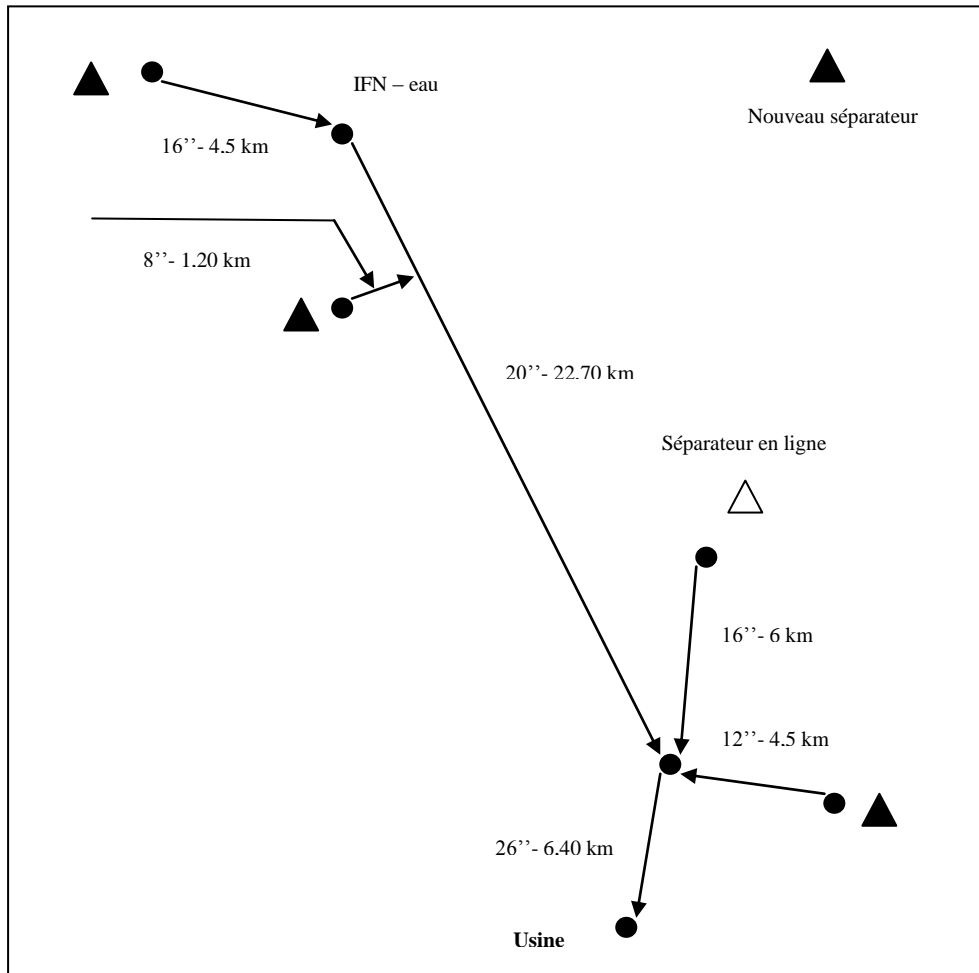 IFN – eau
Nouveau séparateur
16’’- 4.5 km
8’’- 1.20 km
20’’- 22.70 km
Séparateur en ligne
16’’- 6 km
12’’- 4.5 km
26’’- 6.40 km
Usine